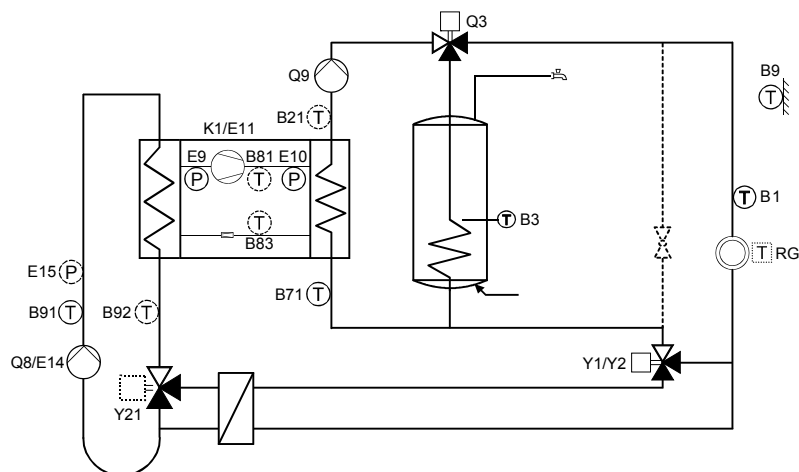 Q3
B9
T
Q9
B21 T
K1/E11
E9 B81 E10
P T P
T B1
T B3
T
B83
T RG
E15 P
B71 T
B91 T
B92 T
Q8/E14
Y1/Y2
Y21